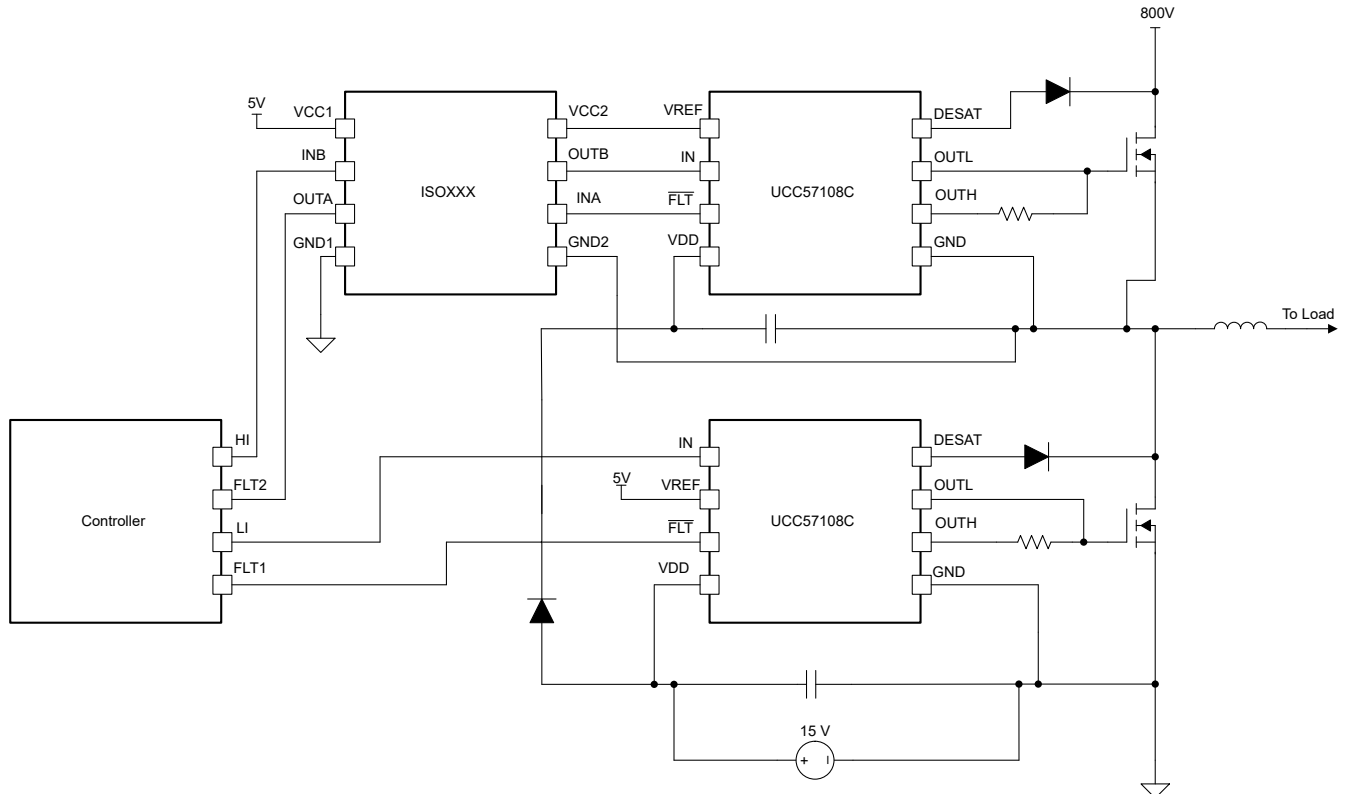 800V
5V
VCC1
VCC2
VREF
DESAT
INB
OUTB
IN
OUTL
ISOXXX
UCC57108C
OUTA
INA
FLT
OUTH
GND1
GND2
VDD
GND
To Load
HI
IN
DESAT
FLT2
5V
VREF
OUTL
Controller
UCC57108C
LI
FLT
OUTH
FLT1
VDD
GND
15 V
+